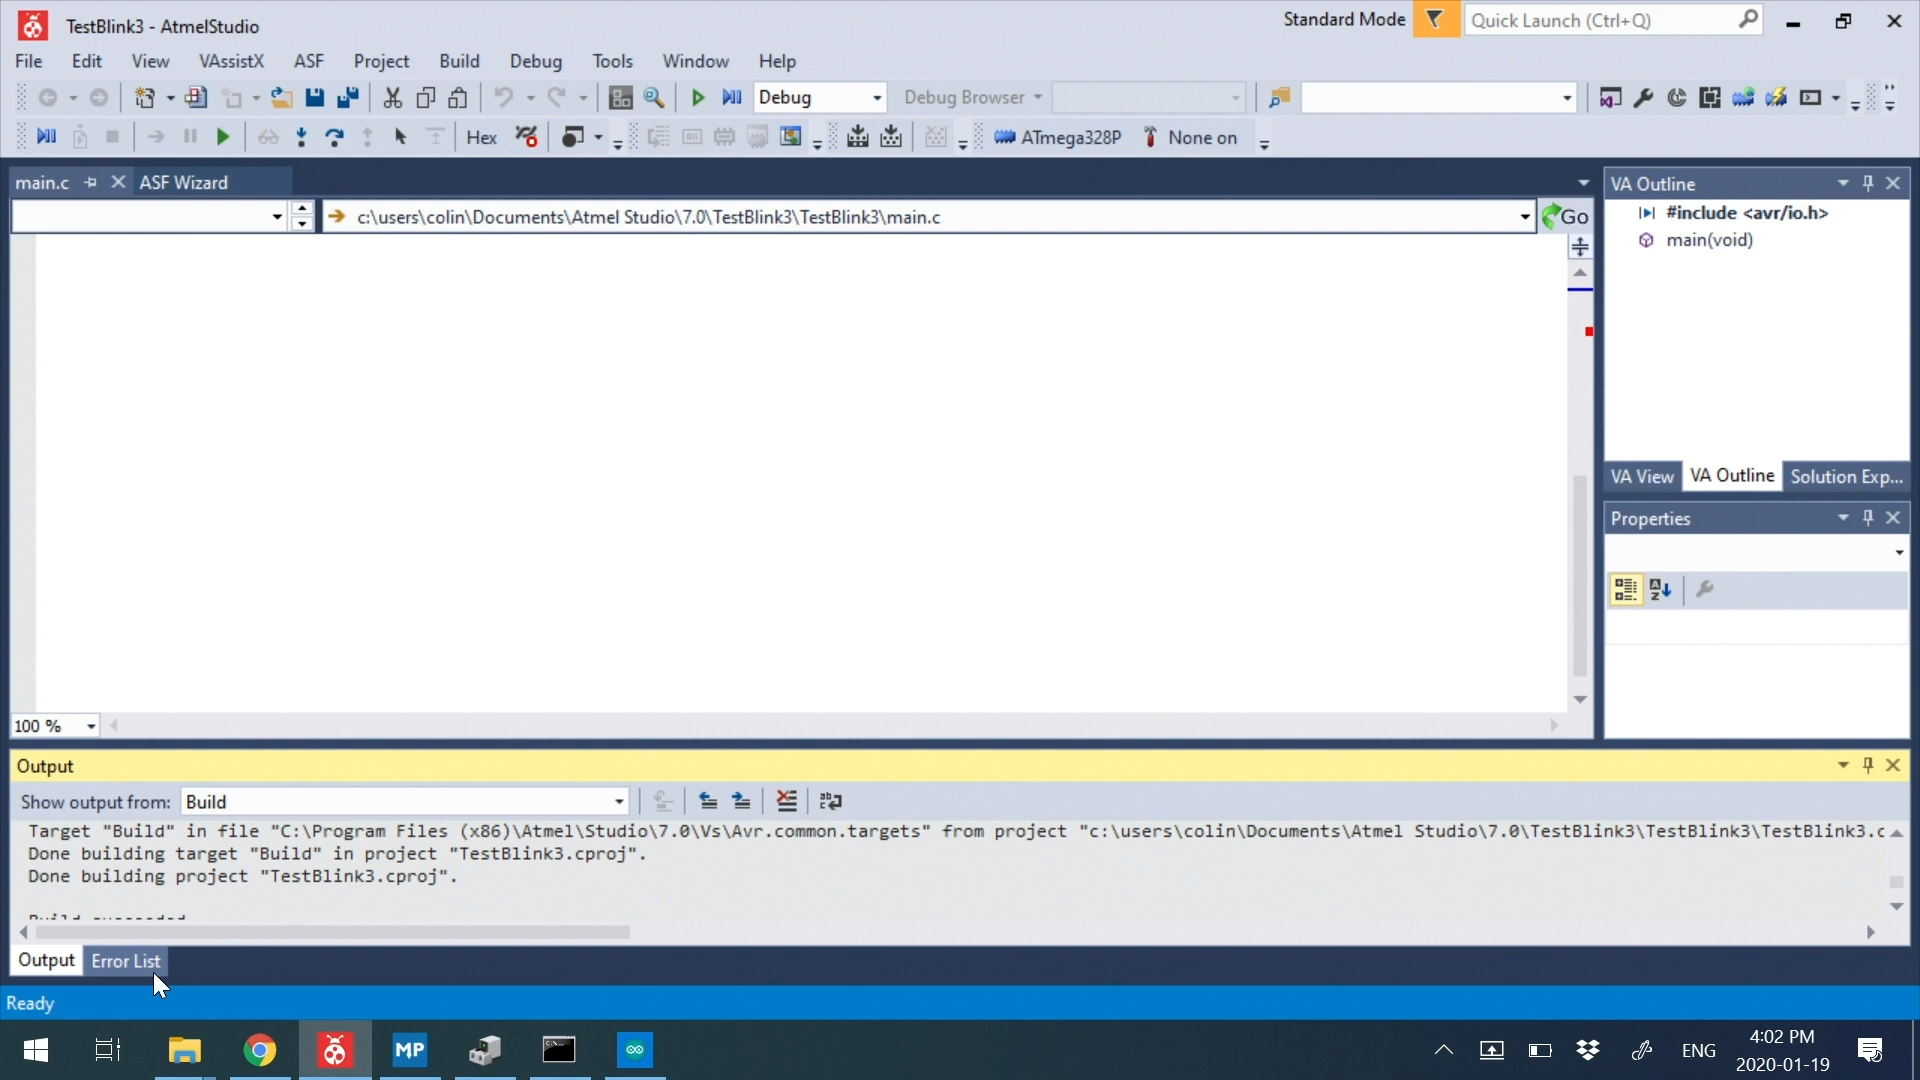 TestBlink3 - AtmelStudio
Standard Mode
Quick Launch (Ctrl+Q)
File Edit View VAssistX ASF Project Build Debug Tools Window Help
Debug Debug Browser
Hex ATmega328P None on
main.c ASF Wizard
c:\users\colin\Documents\Atmel Studio\7.0\TestBlink3\TestBlink3\main.c
Go
VA Outline
#include <avr/io.h>
main(void)
VA View VA Outline Solution Exp...
Properties
100 %
Output
Show output from: Build
Target "Build" in file "C:\Program Files (x86)\Atmel\Studio\7.0\Vs\Avr.common.targets" from project "c:\users\colin\Documents\Atmel Studio\7.0\TestBlink3\TestBlink3\TestBlink3.c
Done building target "Build" in project "TestBlink3.cproj".
Done building project "TestBlink3.cproj".
Build succeeded
Output Error List
Ready
MP
ENG
4:02 PM
2020-01-19